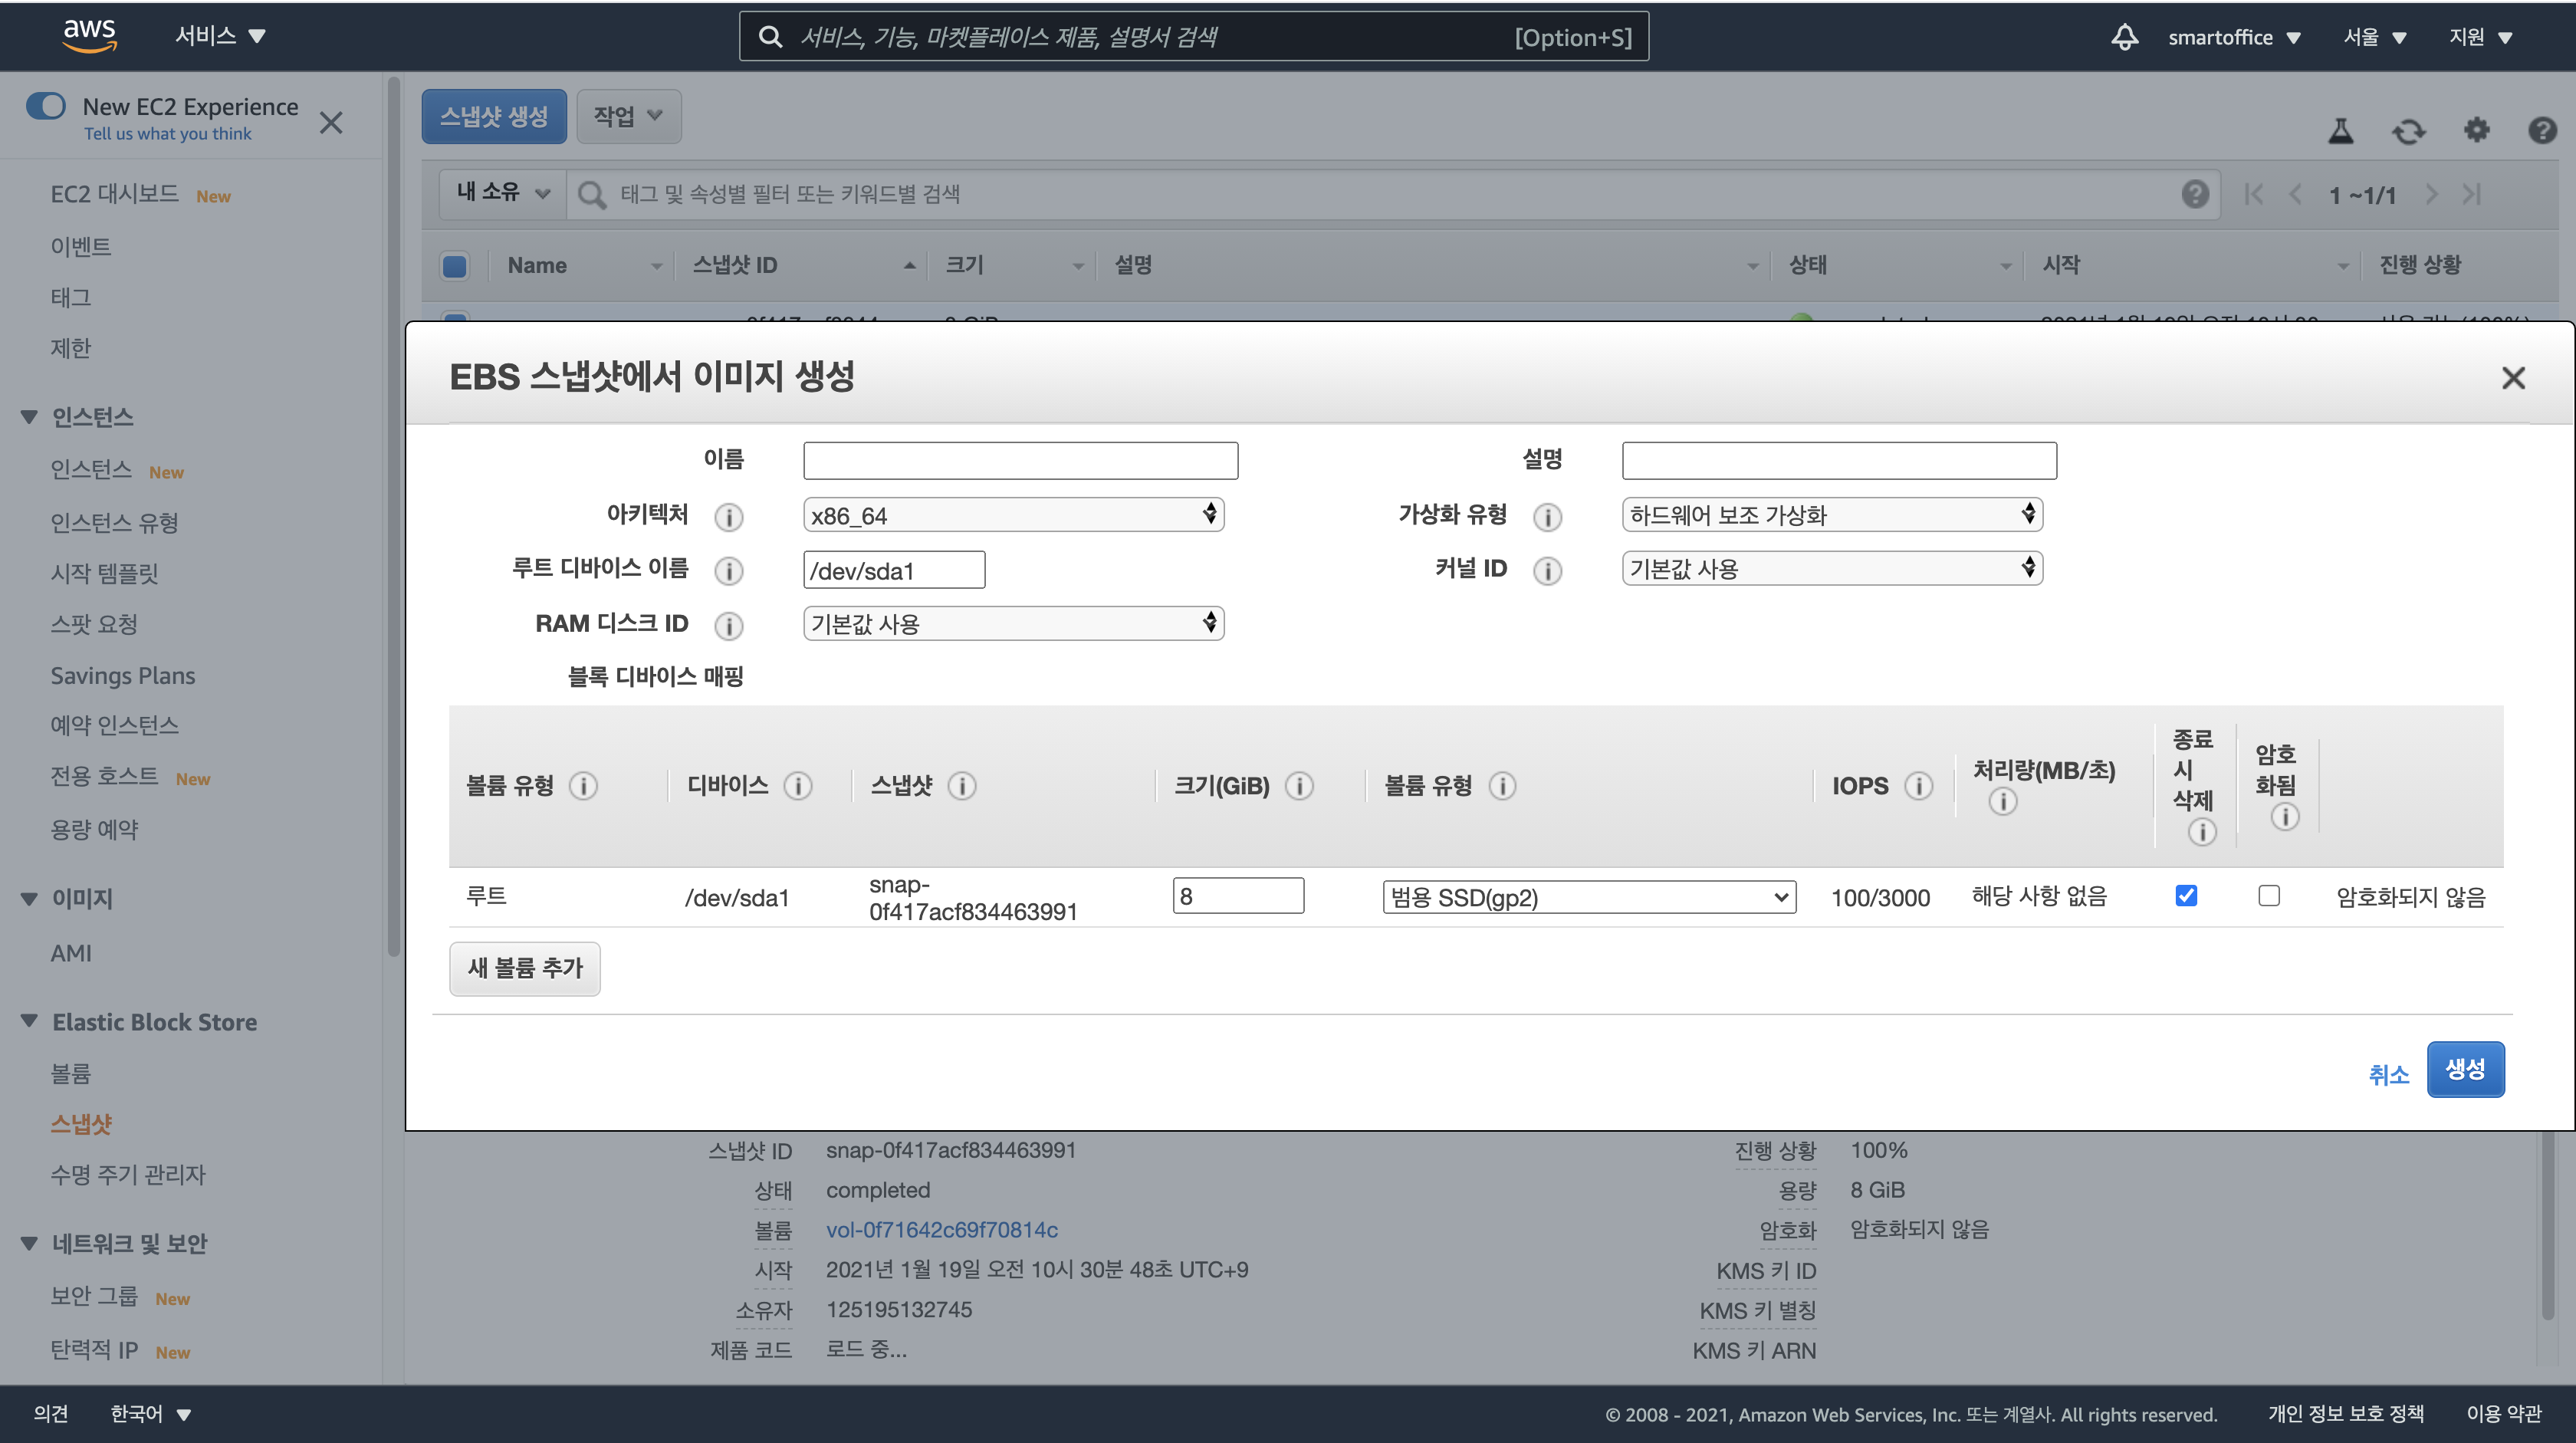 aws
서비스
서비스, 기능, 마켓플레이스 제품, 설명서 검색 [Option+S]
smartoffice
서울
지원
New EC2 Experience
Tell us what you think
EC2 대시보드 New
이벤트
태그
제한
인스턴스
인스턴스 New
인스턴스 유형
시작 템플릿
스팟 요청
Savings Plans
예약 인스턴스
전용 호스트 New
용량 예약
이미지
AMI
Elastic Block Store
볼륨
스냅샷
수명 주기 관리자
네트워크 및 보안
보안 그룹 New
탄력적 IP New
스냅샷 생성
작업
내 소유
태그 및 속성별 필터 또는 키워드별 검색
1 ~1/1
Name 스냅샷 ID 크기 설명 상태 시작 진행 상황
EBS 스냅샷에서 이미지 생성
이름 설명
아키텍처 x86_64 가상화 유형 하드웨어 보조 가상화
루트 디바이스 이름 /dev/sda1 커널 ID 기본값 사용
RAM 디스크 ID 기본값 사용
블록 디바이스 매핑
볼륨 유형 디바이스 스냅샷 크기(GiB) 볼륨 유형 IOPS 처리량(MB/초) 종료 시 삭제 암호화됨
루트 /dev/sda1 snap-0f417acf834463991 8 범용 SSD(gp2) 100/3000 해당 사항 없음 암호화되지 않음
새 볼륨 추가
취소 생성
스냅샷 ID snap-0f417acf834463991 진행 상황 100%
상태 completed 용량 8 GiB
볼륨 vol-0f71642c69f70814c 암호화 암호화되지 않음
시작 2021년 1월 19일 오전 10시 30분 48초 UTC+9 KMS 키 ID
소유자 125195132745 KMS 키 별칭
제품 코드 로드 중... KMS 키 ARN
의견 한국어 © 2008 - 2021, Amazon Web Services, Inc. 또는 계열사. All rights reserved. 개인 정보 보호 정책 이용 약관